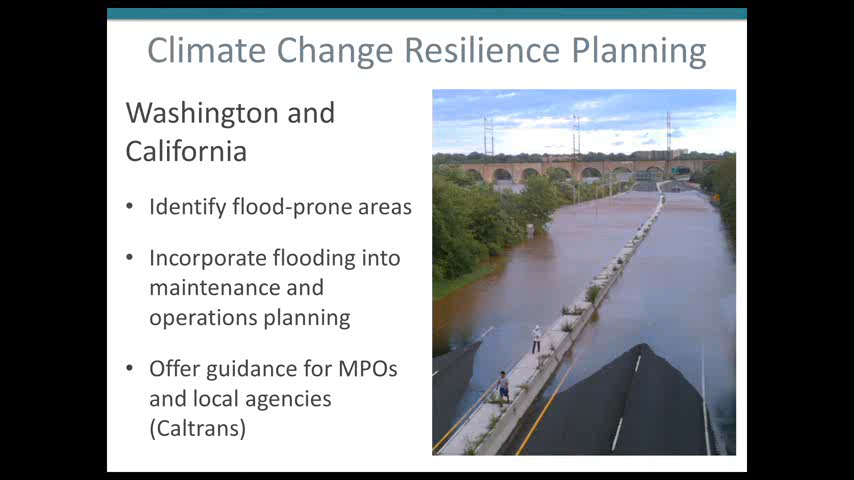 Climate Change Resilience Planning
Washington and
California
• Identify flood-prone areas
• Incorporate flooding into
maintenance and
operations planning
• Offer guidance for MPOs
and local agencies
(Caltrans)